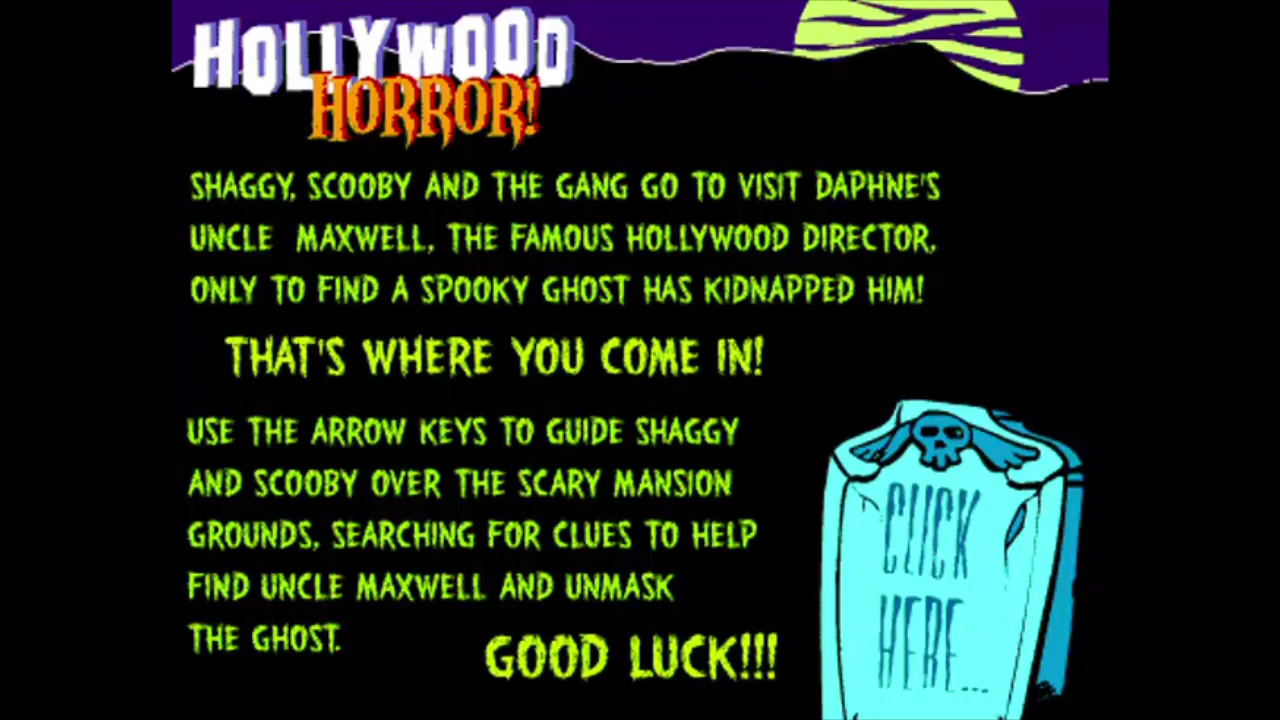 HOLLYWOOD
HORROR!
SHAGGY, SCOOBY AND THE GANG GO TO VISIT DAPHNE'S
UNCLE MAXWELL, THE FAMOUS HOLLYWOOD DIRECTOR,
ONLY TO FIND A SPOOKY GHOST HAS KIDNAPPED HIM!
THAT'S WHERE YOU COME IN!
USE THE ARROW KEYS TO GUIDE SHAGGY
AND SCOOBY OVER THE SCARY MANSION
GROUNDS, SEARCHING FOR CLUES TO HELP
FIND UNCLE MAXWELL AND UNMASK
THE GHOST.
GOOD LUCK!!!
CLICK
HERE...